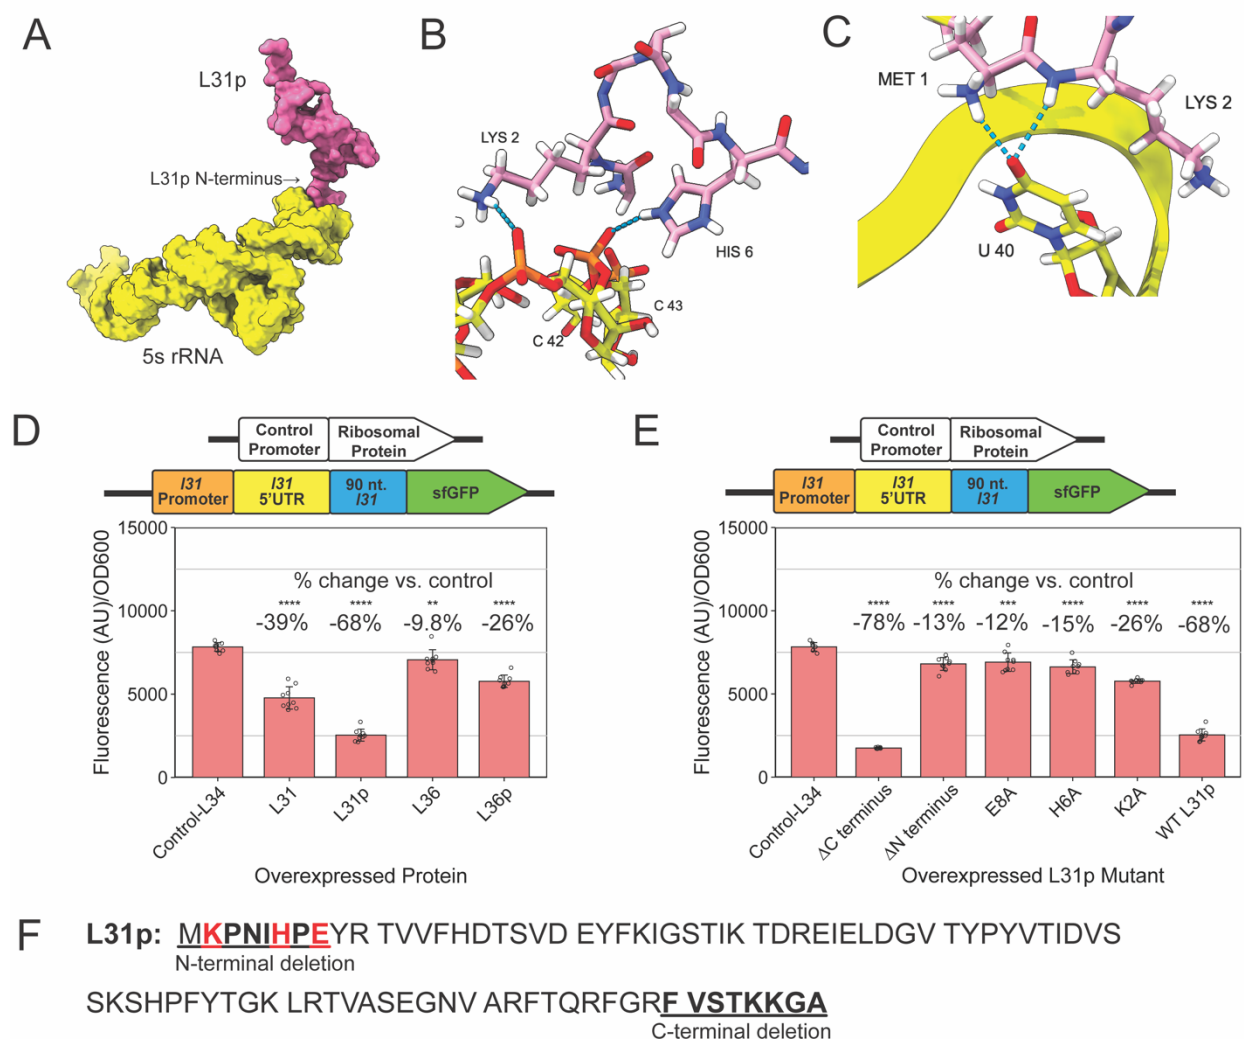 A
L31p
L31p N-terminus→
5s rRNA
B
LYS 2
HIS 6
C 43
C 42
C
MET 1
LYS 2
U 40
D
Control Promoter
Ribosomal Protein
l31 Promoter
l31 5'UTR
90 nt. l31
sfGFP
Fluorescence (AU)/OD600
15000
10000
5000
0
% change vs. control
**** **** ** ****
-39% -68% -9.8% -26%
Control-L34 L31 L31p L36 L36p
Overexpressed Protein
E
Control Promoter
Ribosomal Protein
l31 Promoter
l31 5'UTR
90 nt. l31
sfGFP
Fluorescence (AU)/OD600
15000
10000
5000
0
% change vs. control
**** **** *** **** **** ****
-78% -13% -12% -15% -26% -68%
Control-L34 ΔC terminus ΔN terminus E8A H6A K2A WT L31p
Overexpressed L31p Mutant
F
L31p: MKPNIHPEYR TVVFHDTSVD EYFKIGSTIK TDREIELDGV TYPYVTIDVS
N-terminal deletion
SKSHPFYTGK LRTVASEGNV ARFTQRFGRF VSTKKGA
C-terminal deletion